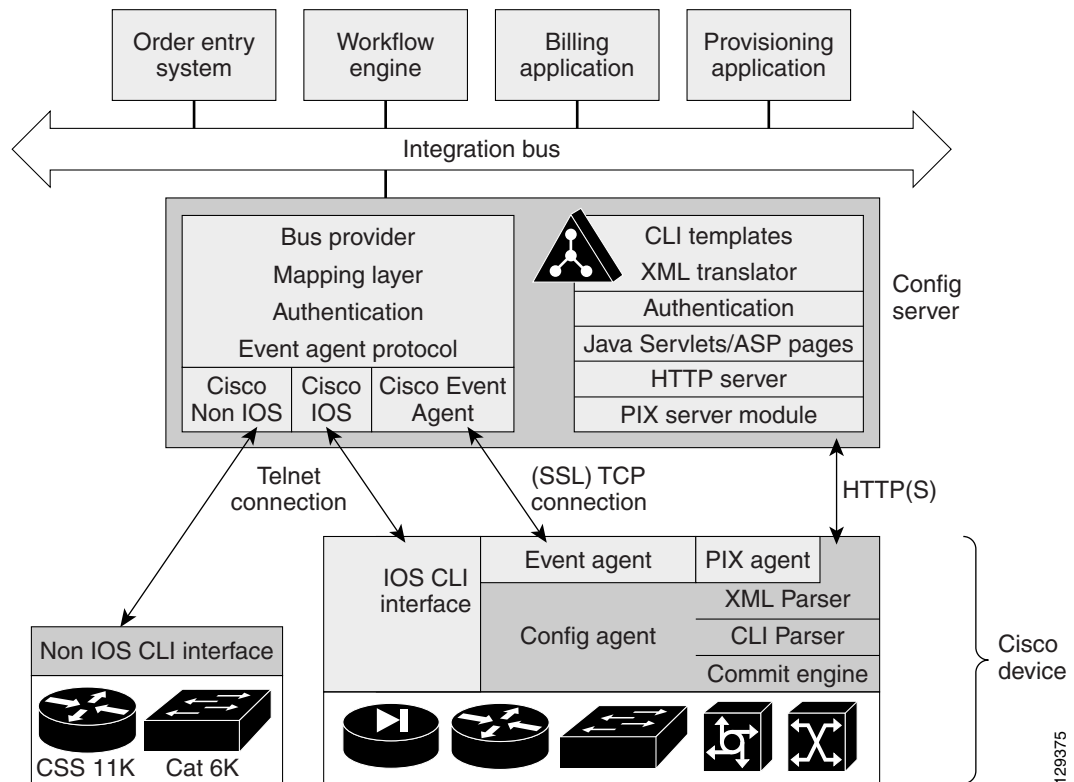 Order entry
system
Workflow
engine
Billing
application
Provisioning
application
Integration bus
Bus provider
Mapping layer
Authentication
Event agent protocol
Cisco
Non IOS
Cisco
IOS
Cisco Event
Agent
CLI templates
XML translator
Authentication
Java Servlets/ASP pages
HTTP server
PIX server module
Config
server
Telnet
connection
(SSL) TCP
connection
HTTP(S)
IOS CLI
interface
Event agent
PIX agent
Config agent
XML Parser
CLI Parser
Commit engine
Non IOS CLI interface
CSS 11K
Cat 6K
Cisco
device
129375